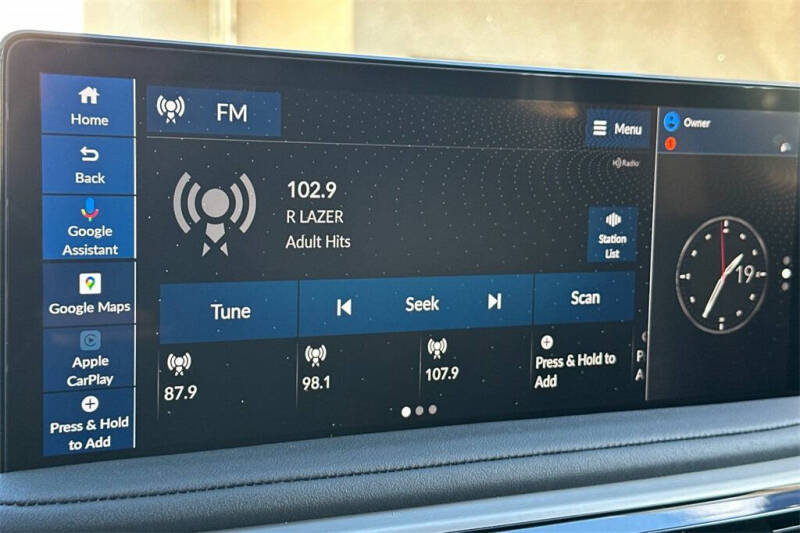 Home
Back
Google
Assistant
Google Maps
Apple
CarPlay
Press & Hold
to Add
FM
Menu
HD Radio
102.9
R LAZER
Adult Hits
Station
List
Tune
Seek
Scan
87.9
98.1
107.9
Press & Hold to
Add
P
A
Owner
19